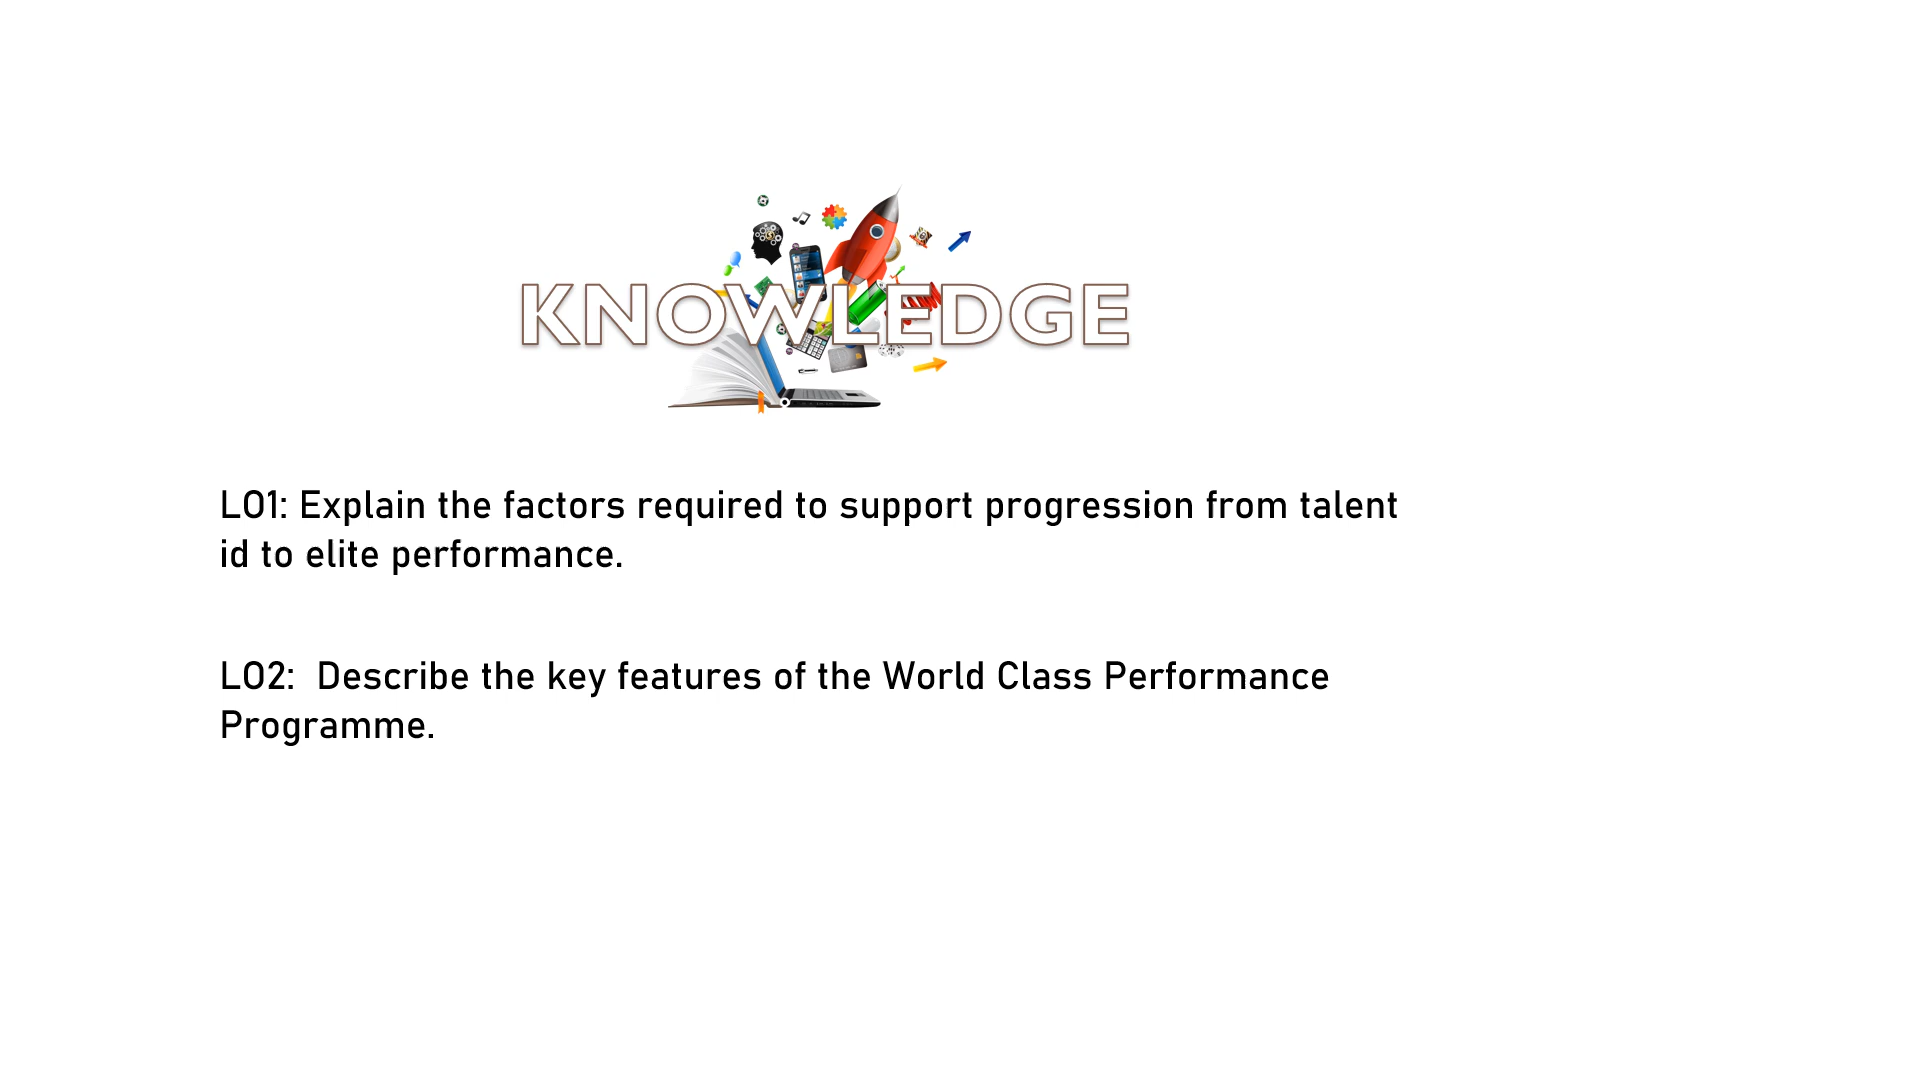 KNOWLEDGE
LO1: Explain the factors required to support progression from talent
id to elite performance.
LO2:  Describe the key features of the World Class Performance
Programme.